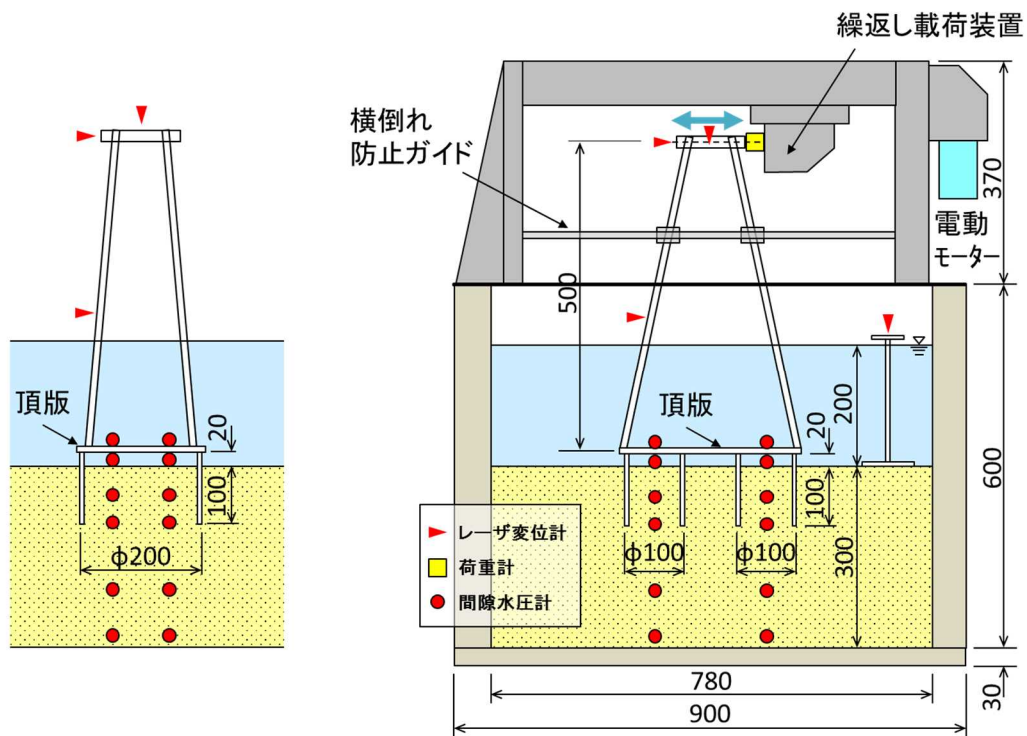 頂版
20
100
φ200
繰返し載荷装置
横倒れ
防止ガイド
370
電動
モーター
500
頂版
20
200
100
φ100
φ100
300
600
レーザ変位計
荷重計
間隙水圧計
780
900
30